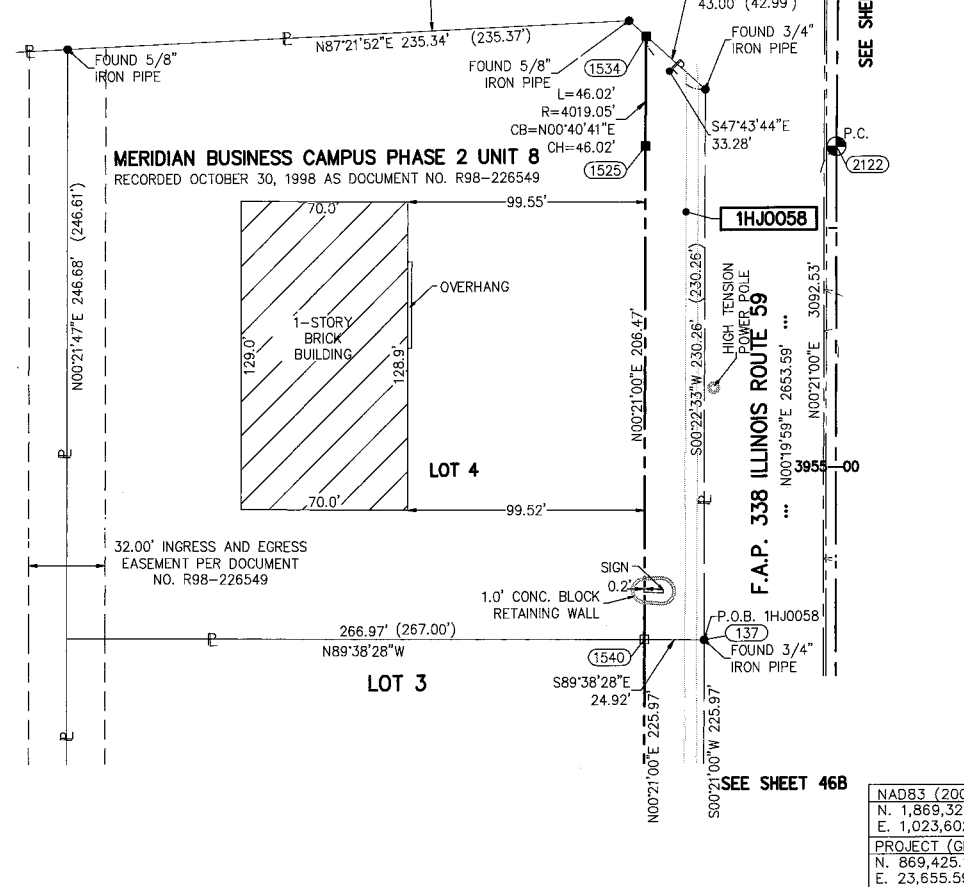 43.00' (42.99')
SEE SHE
N87°21'52"E 235.34' (235.37')
FOUND 5/8"
IRON PIPE
FOUND 5/8"
IRON PIPE
1534
FOUND 3/4"
IRON PIPE
L=46.02'
R=4019.05'
CB=N00°40'41"E
CH=46.02'
S47°43'44"E
33.28'
P.C.
2122
MERIDIAN BUSINESS CAMPUS PHASE 2 UNIT 8
RECORDED OCTOBER 30, 1998 AS DOCUMENT NO. R98-226549
1525
70.0'
99.55'
1HJ0058
N00°21'47"E 246.68' (246.61')
OVERHANG
1-STORY
BRICK
BUILDING
129.0'
128.9'
N00°21'00"E 206.47'
S00°22'33"W 230.26' (230.26')
HIGH TENSION
POWER POLE
F.A.P. 338 ILLINOIS ROUTE 59
... N00°19'59"E 2653.59' ...
N00°21'00"E 3092.53'
3955-00
LOT 4
70.0'
99.52'
32.00' INGRESS AND EGRESS
EASEMENT PER DOCUMENT
NO. R98-226549
SIGN
0.2'
1.0' CONC. BLOCK
RETAINING WALL
P.O.B. 1HJ0058
137
FOUND 3/4"
IRON PIPE
266.97' (267.00')
N89°38'28"W
1540
LOT 3
S89°38'28"E
24.92'
N00°21'00"E 225.97'
S00°21'00"W 225.97'
SEE SHEET 46B
NAD83 (200
N. 1,869,32
E. 1,023,60
PROJECT (G
N. 869,425.
E. 23,655.59